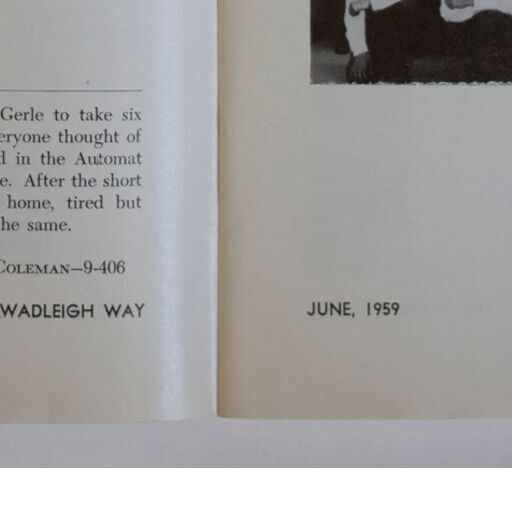 Gerle to take six
eryone thought of
d in the Automat
e. After the short
home, tired but
he same.
COLEMAN—9-406
WADLEIGH WAY
JUNE, 1959